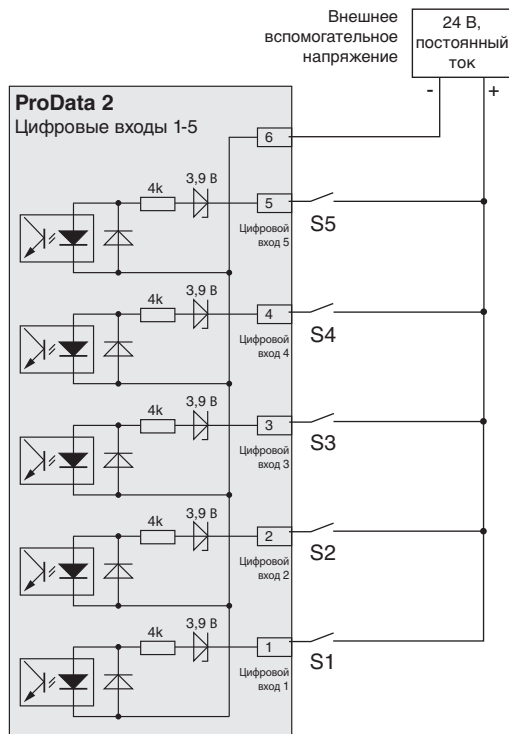 Внешнее
вспомогательное
напряжение
24 В,
постоянный
ток
- +
ProData 2
Цифровые входы 1-5
6
4k
3,9 В
5
Цифровой
вход 5
S5
4k
3,9 В
4
Цифровой
вход 4
S4
4k
3,9 В
3
Цифровой
вход 3
S3
4k
3,9 В
2
Цифровой
вход 2
S2
4k
3,9 В
1
Цифровой
вход 1
S1